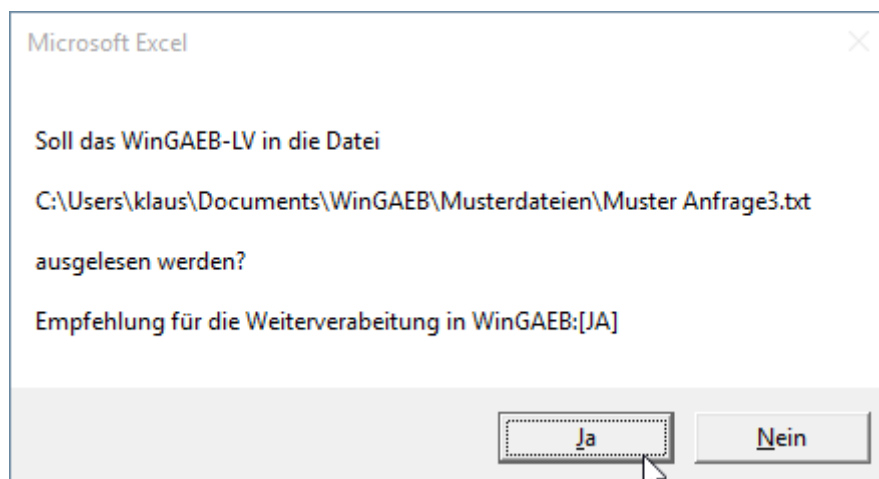 Microsoft Excel
Soll das WinGAEB-LV in die Datei
C:\Users\klaus\Documents\WinGAEB\Musterdateien\Muster Anfrage3.txt
ausgelesen werden?
Empfehlung für die Weiterverabeitung in WinGAEB:[JA]
Ja
Nein